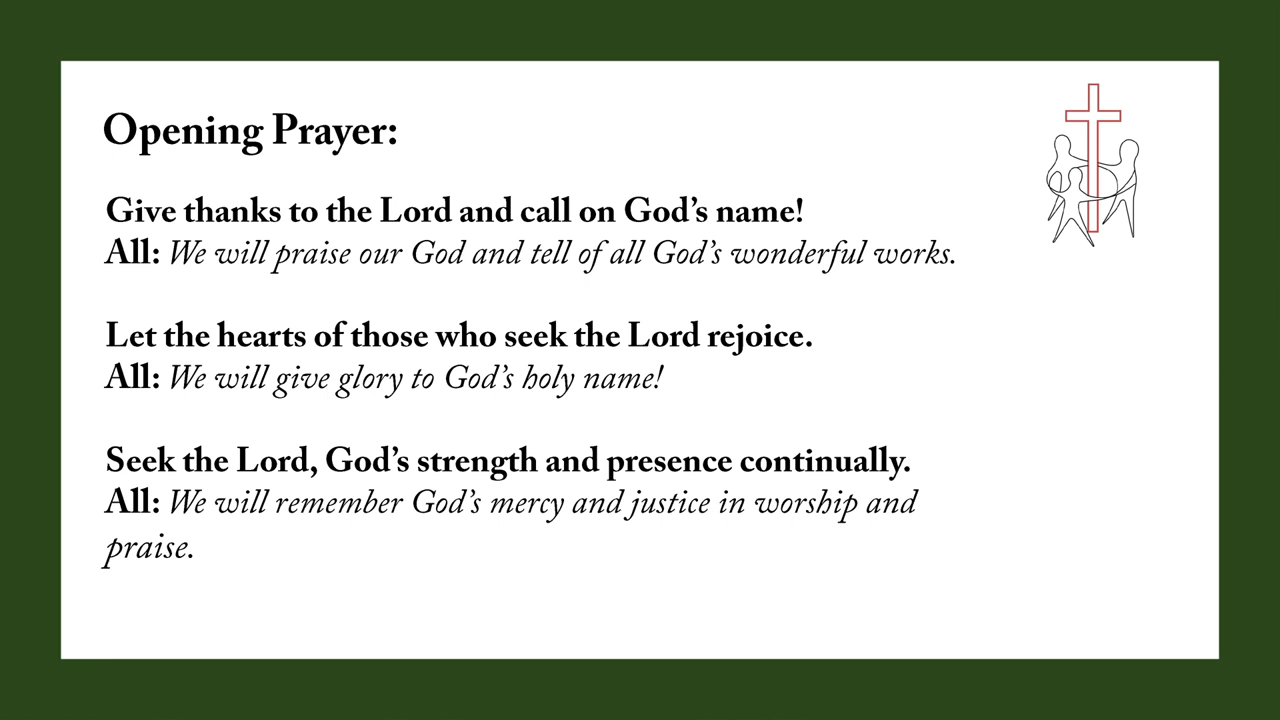 Opening Prayer:
Give thanks to the Lord and call on God’s name!
All: We will praise our God and tell of all God’s wonderful works.
Let the hearts of those who seek the Lord rejoice.
All: We will give glory to God’s holy name!
Seek the Lord, God’s strength and presence continually.
All: We will remember God’s mercy and justice in worship and
praise.